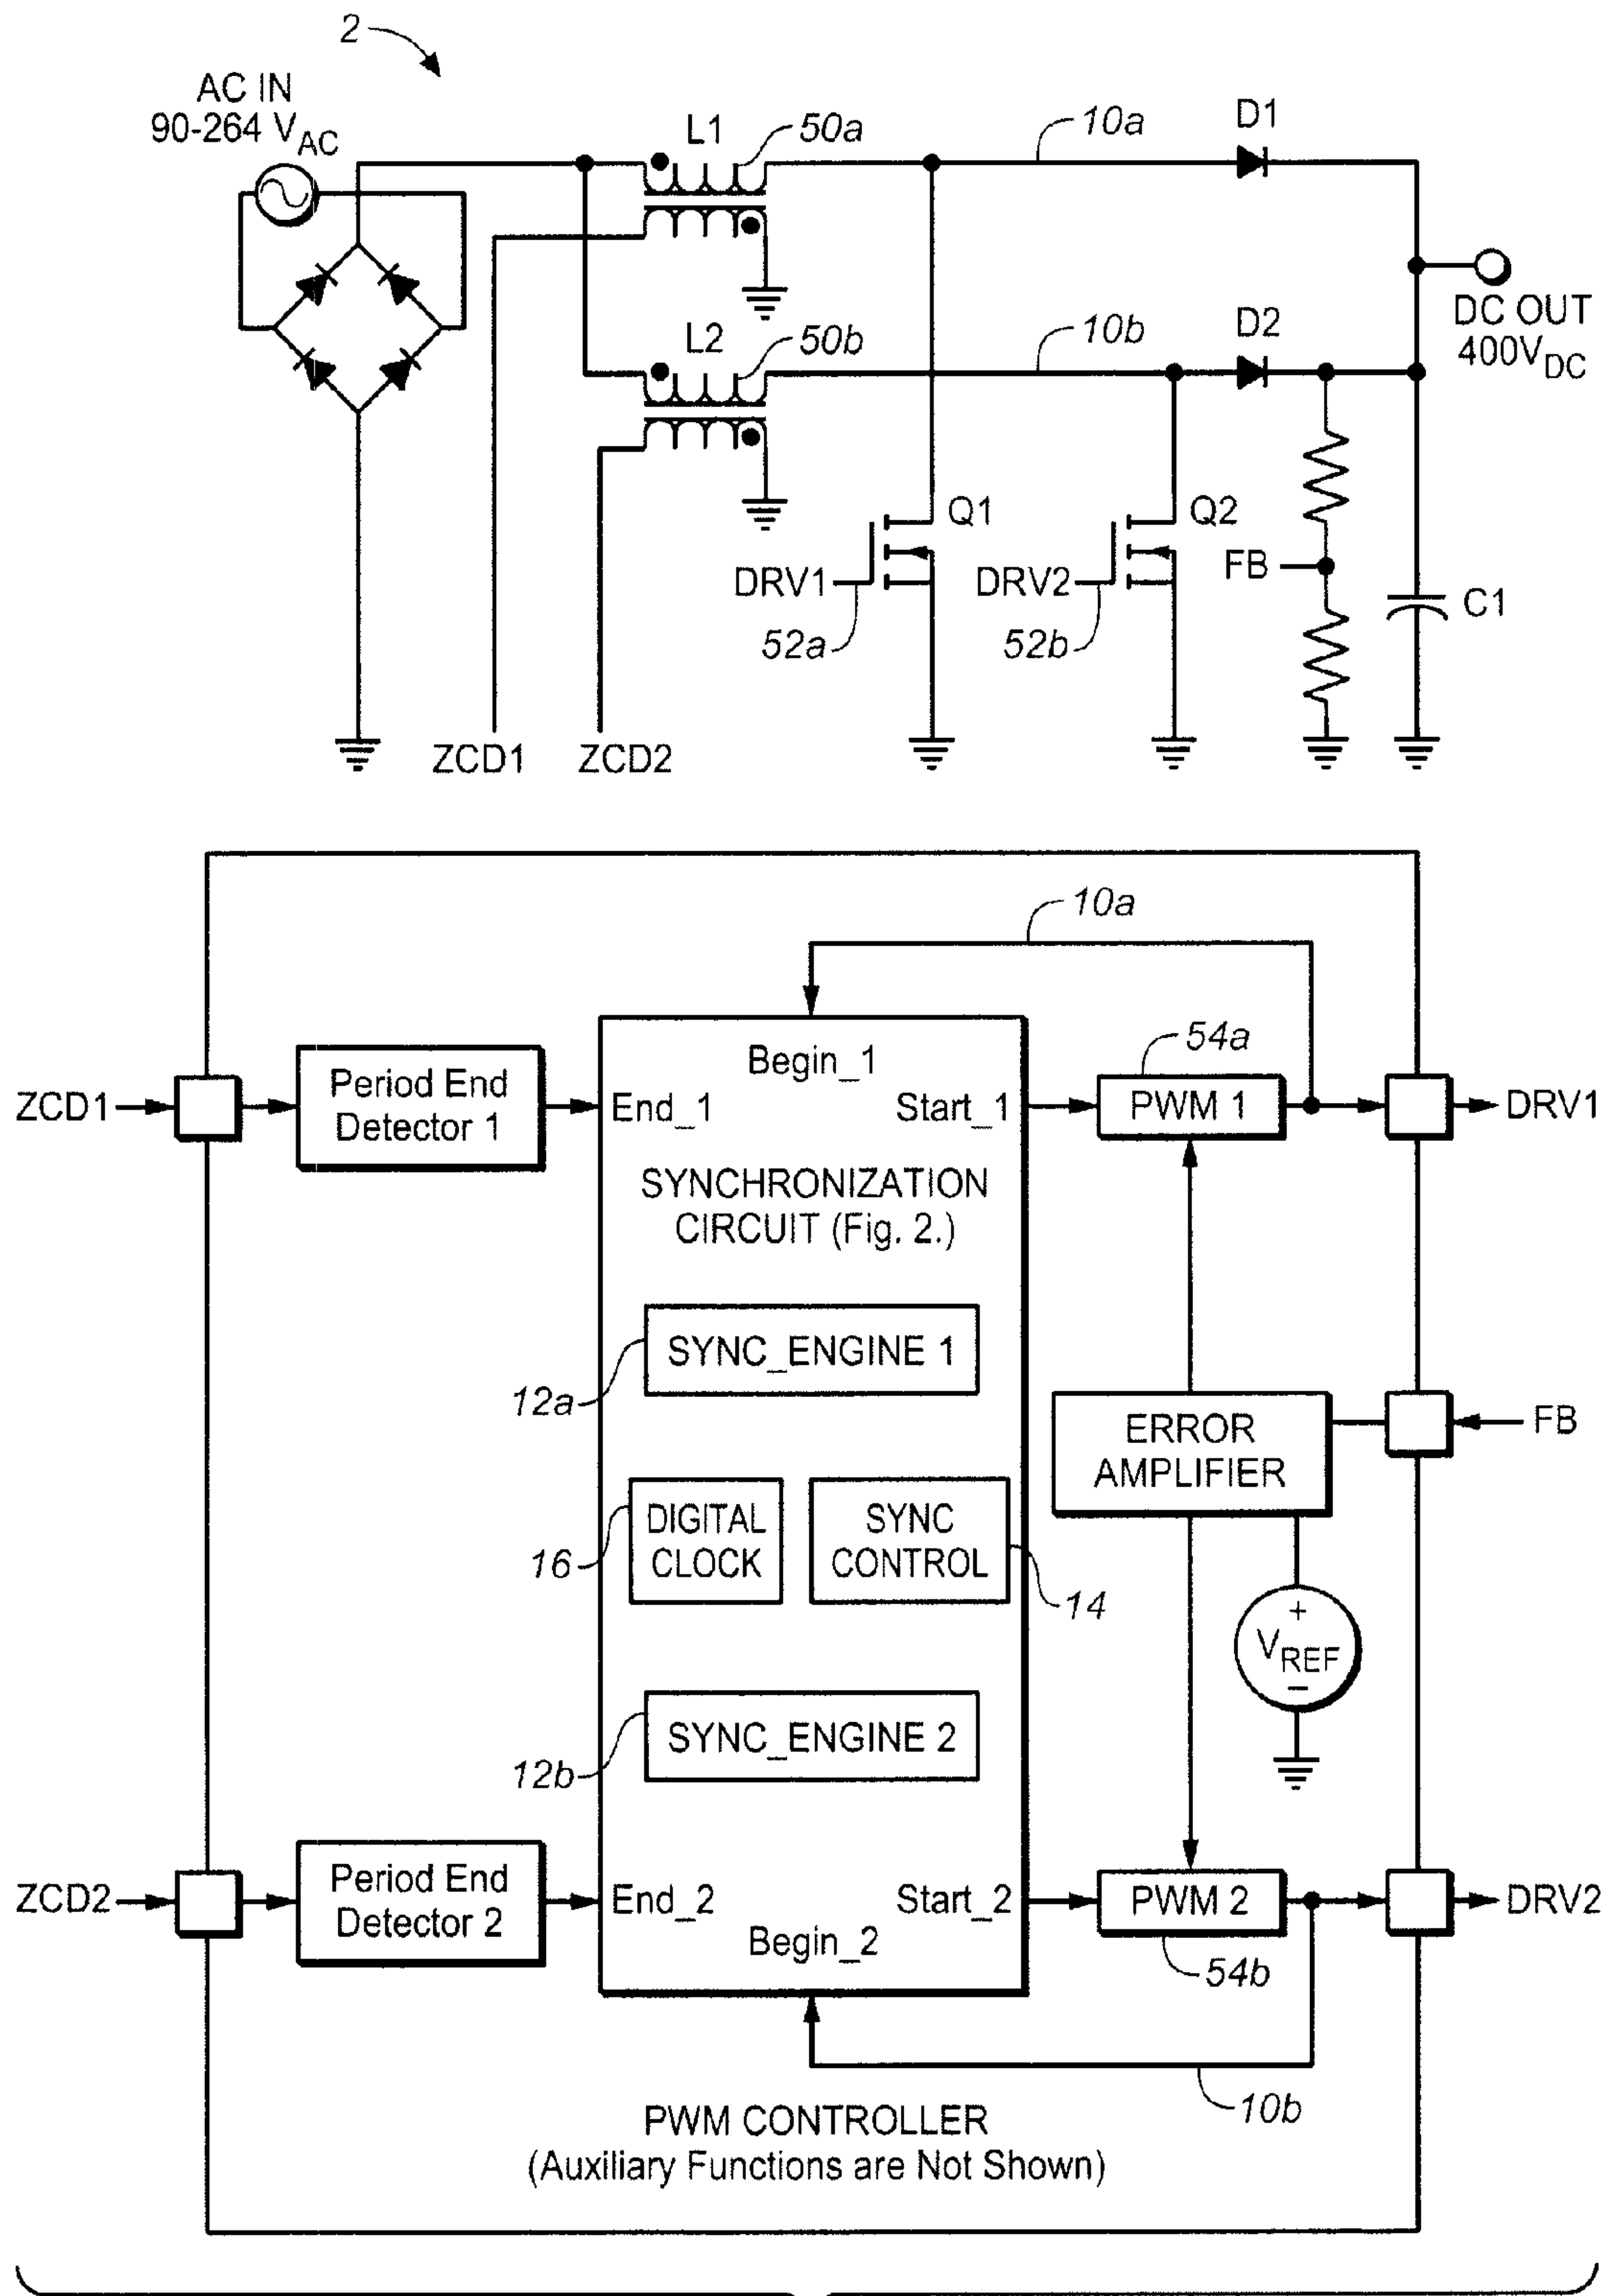 2
AC IN
90-264 VAC
L1
50a
10a
D1
DC OUT
400VDC
L2
50b
10b
D2
Q1
Q2
DRV1
DRV2
FB
C1
52a
52b
ZCD1
ZCD2
10a
54a
Begin_1
ZCD1
Period End
Detector 1
End_1
Start_1
PWM 1
DRV1
SYNCHRONIZATION
CIRCUIT (Fig. 2.)
SYNC_ENGINE 1
12a
ERROR
AMPLIFIER
FB
DIGITAL
CLOCK
16
SYNC
CONTROL
14
+
VREF
–
SYNC_ENGINE 2
12b
ZCD2
Period End
Detector 2
End_2
Start_2
PWM 2
DRV2
Begin_2
54b
10b
PWM CONTROLLER
(Auxiliary Functions are Not Shown)